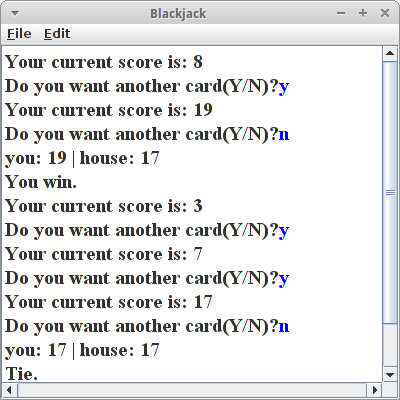 Blackjack
File Edit
Your current score is: 8
Do you want another card(Y/N)?y
Your current score is: 19
Do you want another card(Y/N)?n
you: 19 | house: 17
You win.
Your current score is: 3
Do you want another card(Y/N)?y
Your current score is: 7
Do you want another card(Y/N)?y
Your current score is: 17
Do you want another card(Y/N)?n
you: 17 | house: 17
Tie.